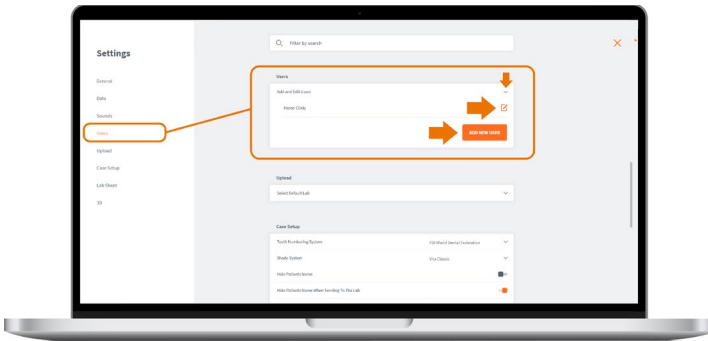 Filter by search
Settings
General
Data
Sounds
Users
Upload
Case Setup
Lab Sheet
3D
Users
Add and Edit Users
ADD NEW USER
Upload
Select Default Lab
Case Setup
Tooth Numbering System
FDI World Dental Federation
Shade System
Vita Classic
Hide Patients Name
Hide Patients Name When Sending To The Lab